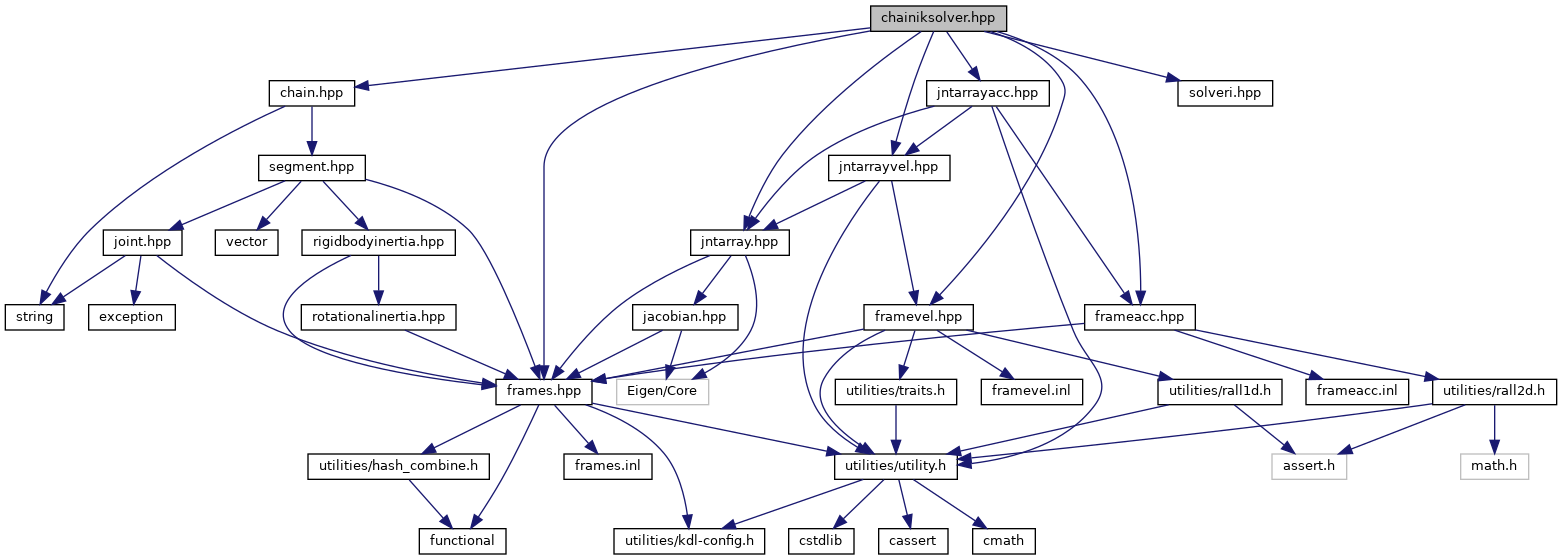 chainiksolver.hpp
chain.hpp
jntarrayacc.hpp
solveri.hpp
segment.hpp
jntarrayvel.hpp
joint.hpp
vector
rigidbodyinertia.hpp
jntarray.hpp
string
exception
rotationalinertia.hpp
jacobian.hpp
framevel.hpp
frameacc.hpp
frames.hpp
Eigen/Core
utilities/traits.h
framevel.inl
utilities/rall1d.h
frameacc.inl
utilities/rall2d.h
utilities/hash_combine.h
frames.inl
utilities/utility.h
assert.h
math.h
functional
utilities/kdl-config.h
cstdlib
cassert
cmath